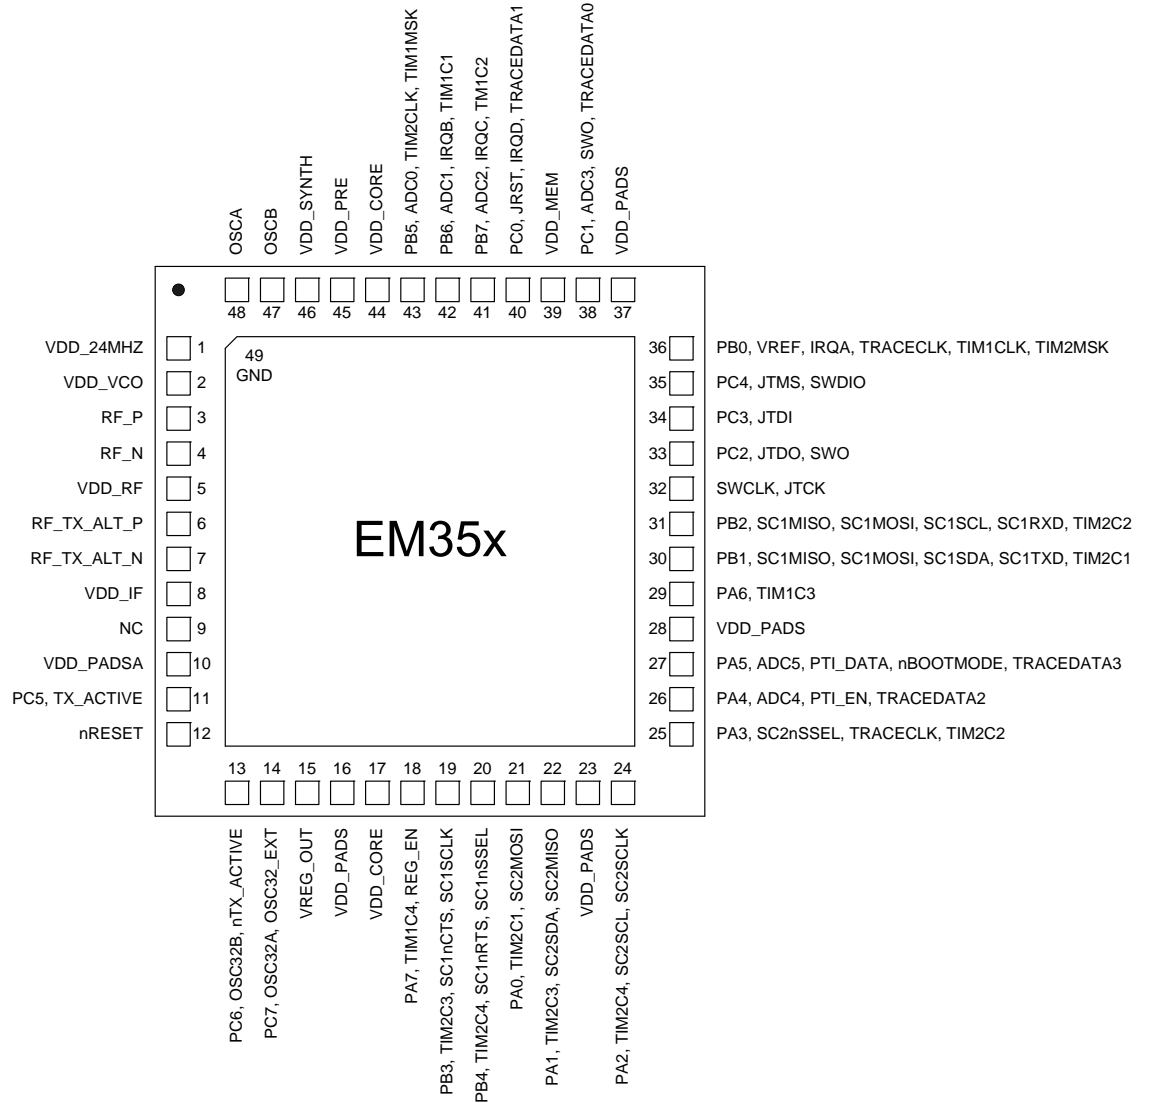 OSCA
OSCB
VDD_SYNTH
VDD_PRE
VDD_CORE
PB5, ADC0, TIM2CLK, TIM1MSK
PB6, ADC1, IRQB, TIM1C1
PB7, ADC2, IRQC, TM1C2
PC0, JRST, IRQD, TRACEDATA1
VDD_MEM
PC1, ADC3, SWO, TRACEDATA0
VDD_PADS
48 47 46 45 44 43 42 41 40 39 38 37
VDD_24MHZ 1
VDD_VCO 2
RF_P 3
RF_N 4
VDD_RF 5
RF_TX_ALT_P 6
RF_TX_ALT_N 7
VDD_IF 8
NC 9
VDD_PADSA 10
PC5, TX_ACTIVE 11
nRESET 12
49
GND
EM35x
36 PB0, VREF, IRQA, TRACECLK, TIM1CLK, TIM2MSK
35 PC4, JTMS, SWDIO
34 PC3, JTDI
33 PC2, JTDO, SWO
32 SWCLK, JTCK
31 PB2, SC1MISO, SC1MOSI, SC1SCL, SC1RXD, TIM2C2
30 PB1, SC1MISO, SC1MOSI, SC1SDA, SC1TXD, TIM2C1
29 PA6, TIM1C3
28 VDD_PADS
27 PA5, ADC5, PTI_DATA, nBOOTMODE, TRACEDATA3
26 PA4, ADC4, PTI_EN, TRACEDATA2
25 PA3, SC2nSSEL, TRACECLK, TIM2C2
13 14 15 16 17 18 19 20 21 22 23 24
PC6, OSC32B, nTX_ACTIVE
PC7, OSC32A, OSC32_EXT
VREG_OUT
VDD_PADS
VDD_CORE
PA7, TIM1C4, REG_EN
PB3, TIM2C3, SC1nCTS, SC1SCLK
PB4, TIM2C4, SC1nRTS, SC1nSSEL
PA0, TIM2C1, SC2MOSI
PA1, TIM2C3, SC2SDA, SC2MISO
VDD_PADS
PA2, TIM2C4, SC2SCL, SC2SCLK